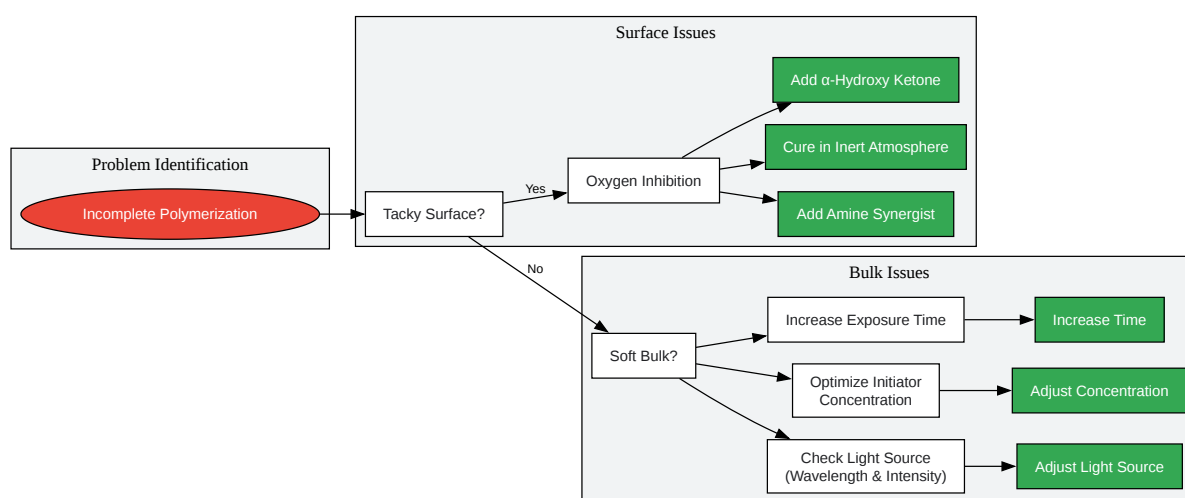 Surface Issues
Add α-Hydroxy Ketone
Cure in Inert Atmosphere
Problem Identification
Oxygen Inhibition
Yes
Incomplete Polymerization
Tacky Surface?
Add Amine Synergist
No
Bulk Issues
Increase Exposure Time
Increase Time
Soft Bulk?
Optimize Initiator
Concentration
Adjust Concentration
Check Light Source
(Wavelength & Intensity)
Adjust Light Source